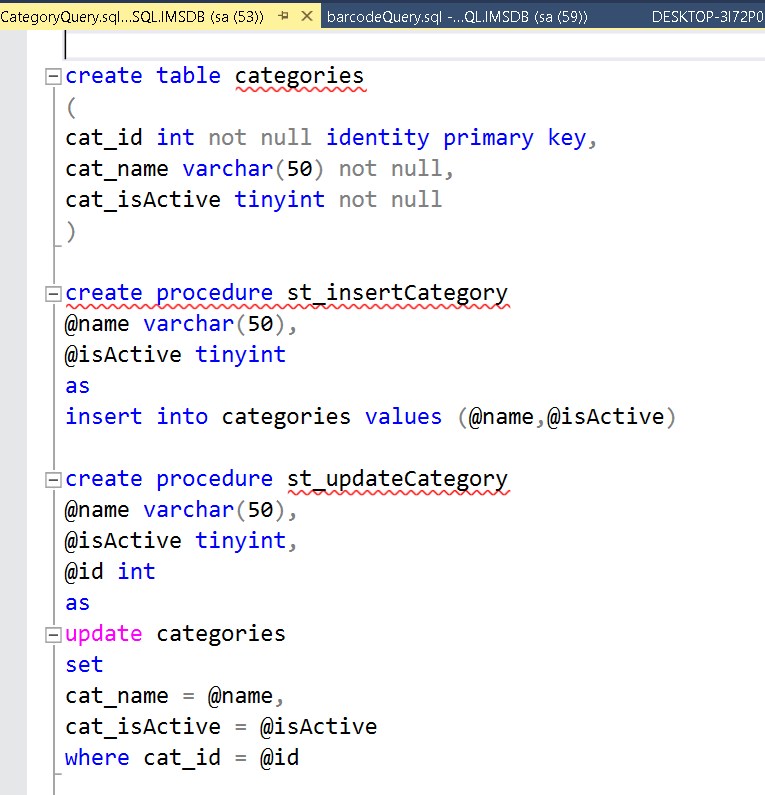 CategoryQuery.sql...SQL.IMSDB (sa (53)) barcodeQuery.sql -...QL.IMSDB (sa (59)) DESKTOP-3I72P0
create table categories
(
cat_id int not null identity primary key,
cat_name varchar(50) not null,
cat_isActive tinyint not null
)
create procedure st_insertCategory
@name varchar(50),
@isActive tinyint
as
insert into categories values (@name,@isActive)
create procedure st_updateCategory
@name varchar(50),
@isActive tinyint,
@id int
as
update categories
set
cat_name = @name,
cat_isActive = @isActive
where cat_id = @id